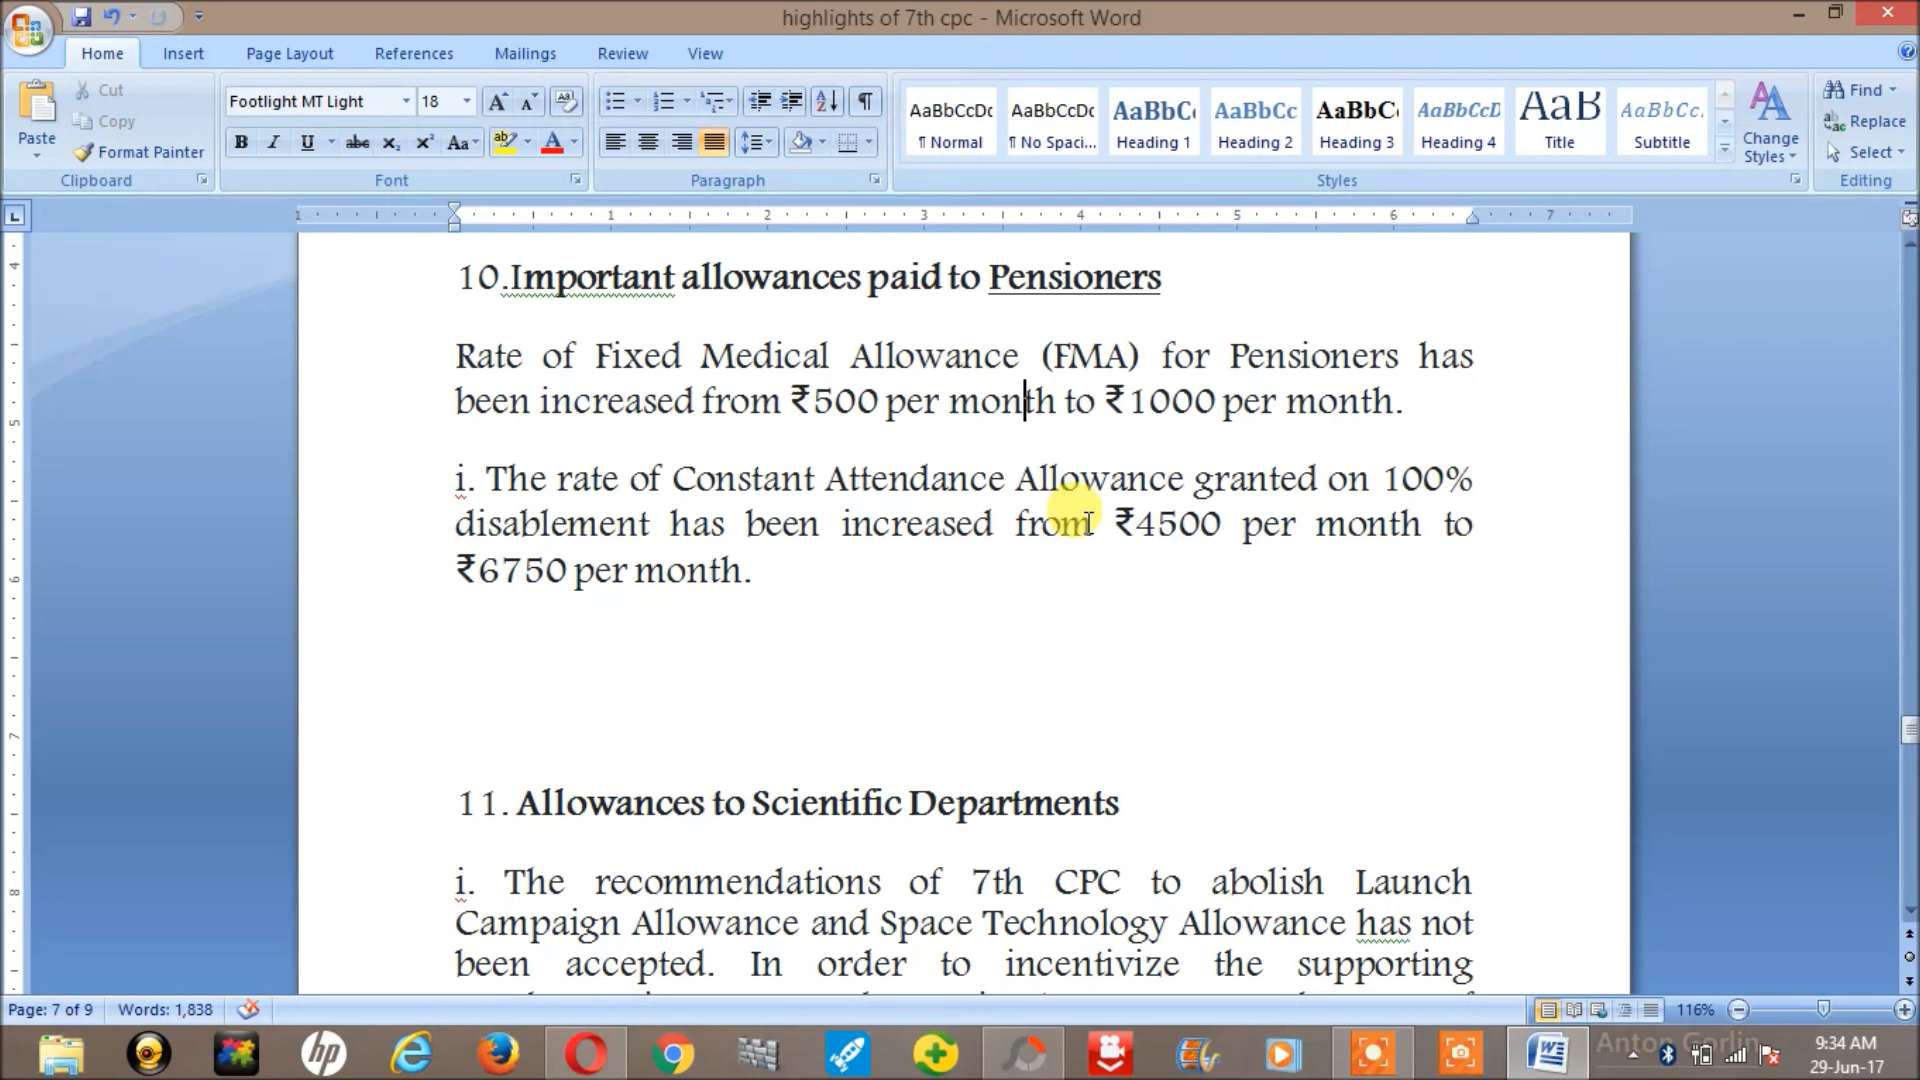 highlights of 7th cpc - Microsoft Word
Home Insert Page Layout References Mailings Review View
Paste
Cut
Copy
Format Painter
Clipboard
Footlight MT Light 18
Font
Paragraph
AaBbCcDc AaBbCcDc AaBbC AaBbCc AaBbC AaBbCcD AaB AaBbCc.
¶ Normal ¶ No Spaci... Heading 1 Heading 2 Heading 3 Heading 4 Title Subtitle
Styles
Change Styles
Find
Replace
Select
Editing
10.Important allowances paid to Pensioners
Rate of Fixed Medical Allowance (FMA) for Pensioners has
been increased from ₹500 per month to ₹1000 per month.
i. The rate of Constant Attendance Allowance granted on 100%
disablement has been increased from ₹4500 per month to
₹6750 per month.
11. Allowances to Scientific Departments
i. The recommendations of 7th CPC to abolish Launch
Campaign Allowance and Space Technology Allowance has not
been accepted. In order to incentivize the supporting
Page: 7 of 9 Words: 1,838 116%
Anton Gorlin
9:34 AM
29-Jun-17